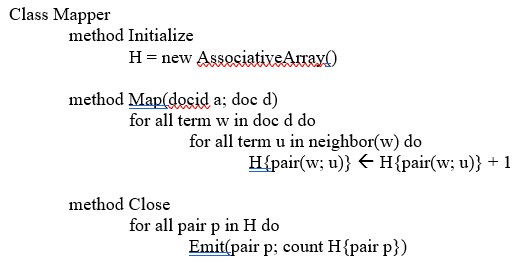 Class Mapper
method Initialize
H = new AssociativeArray()
method Map(docid a; doc d)
for all term w in doc d do
for all term u in neighbor(w) do
H{pair(w; u)} ← H{pair(w; u)} + 1
method Close
for all pair p in H do
Emit(pair p; count H{pair p})